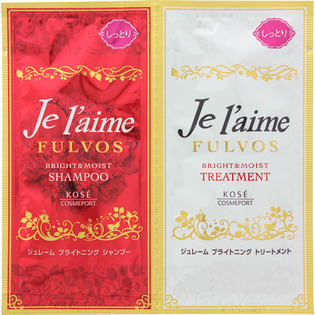 しっとり
Je l'aime
FULVOS
BRIGHT&MOIST
SHAMPOO
KOSÉ
COSMEPORT
ジュレーム ブライトニング シャンプー
しっとり
Je l'aime
FULVOS
BRIGHT&MOIST
TREATMENT
KOSÉ
COSMEPORT
ジュレーム ブライトニング トリートメント